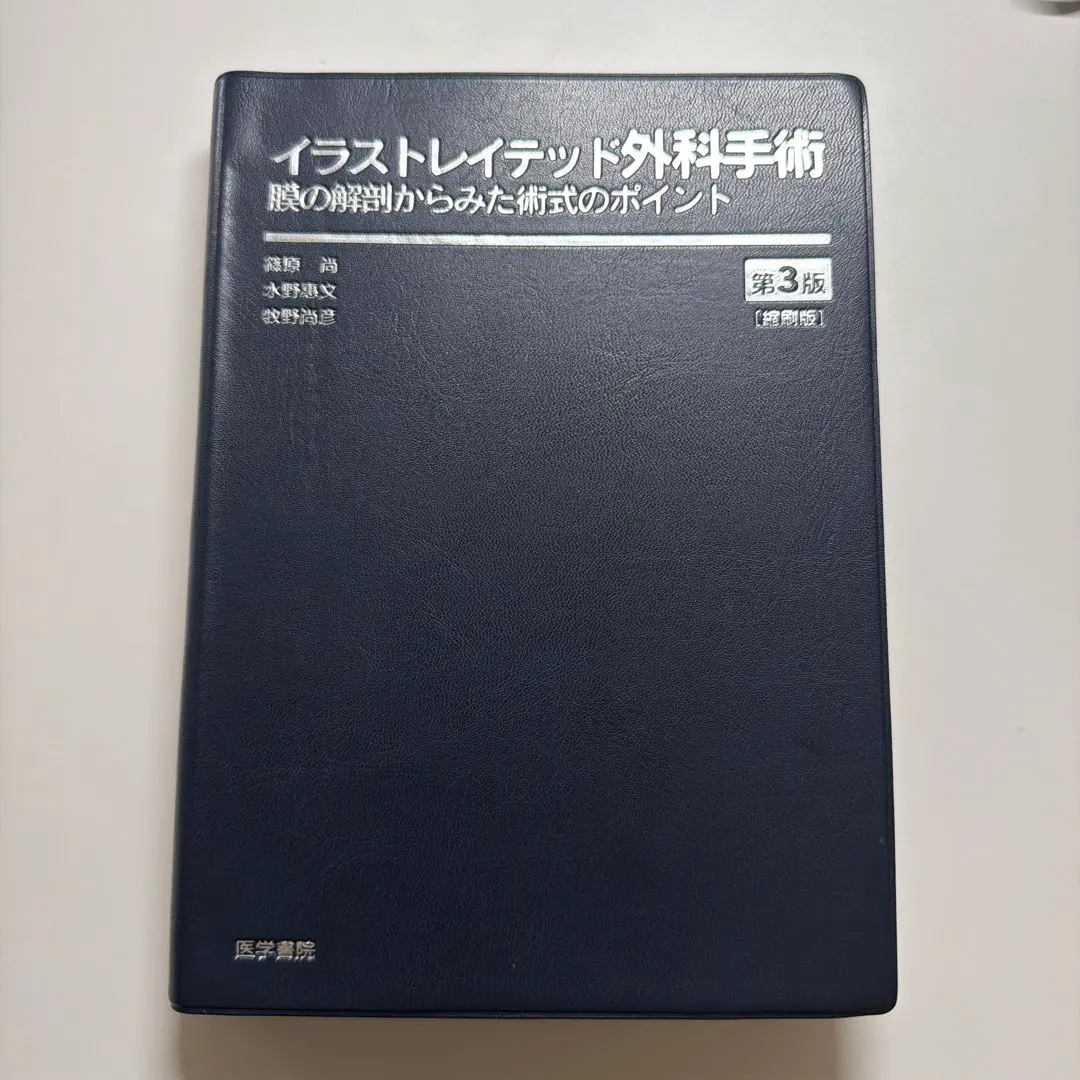 イラストレイテッド外科手術
膜の解剖からみた術式のポイント
篠原 尚
水野惠文
牧野尚彦
第3版
[縮刷版]
医学書院